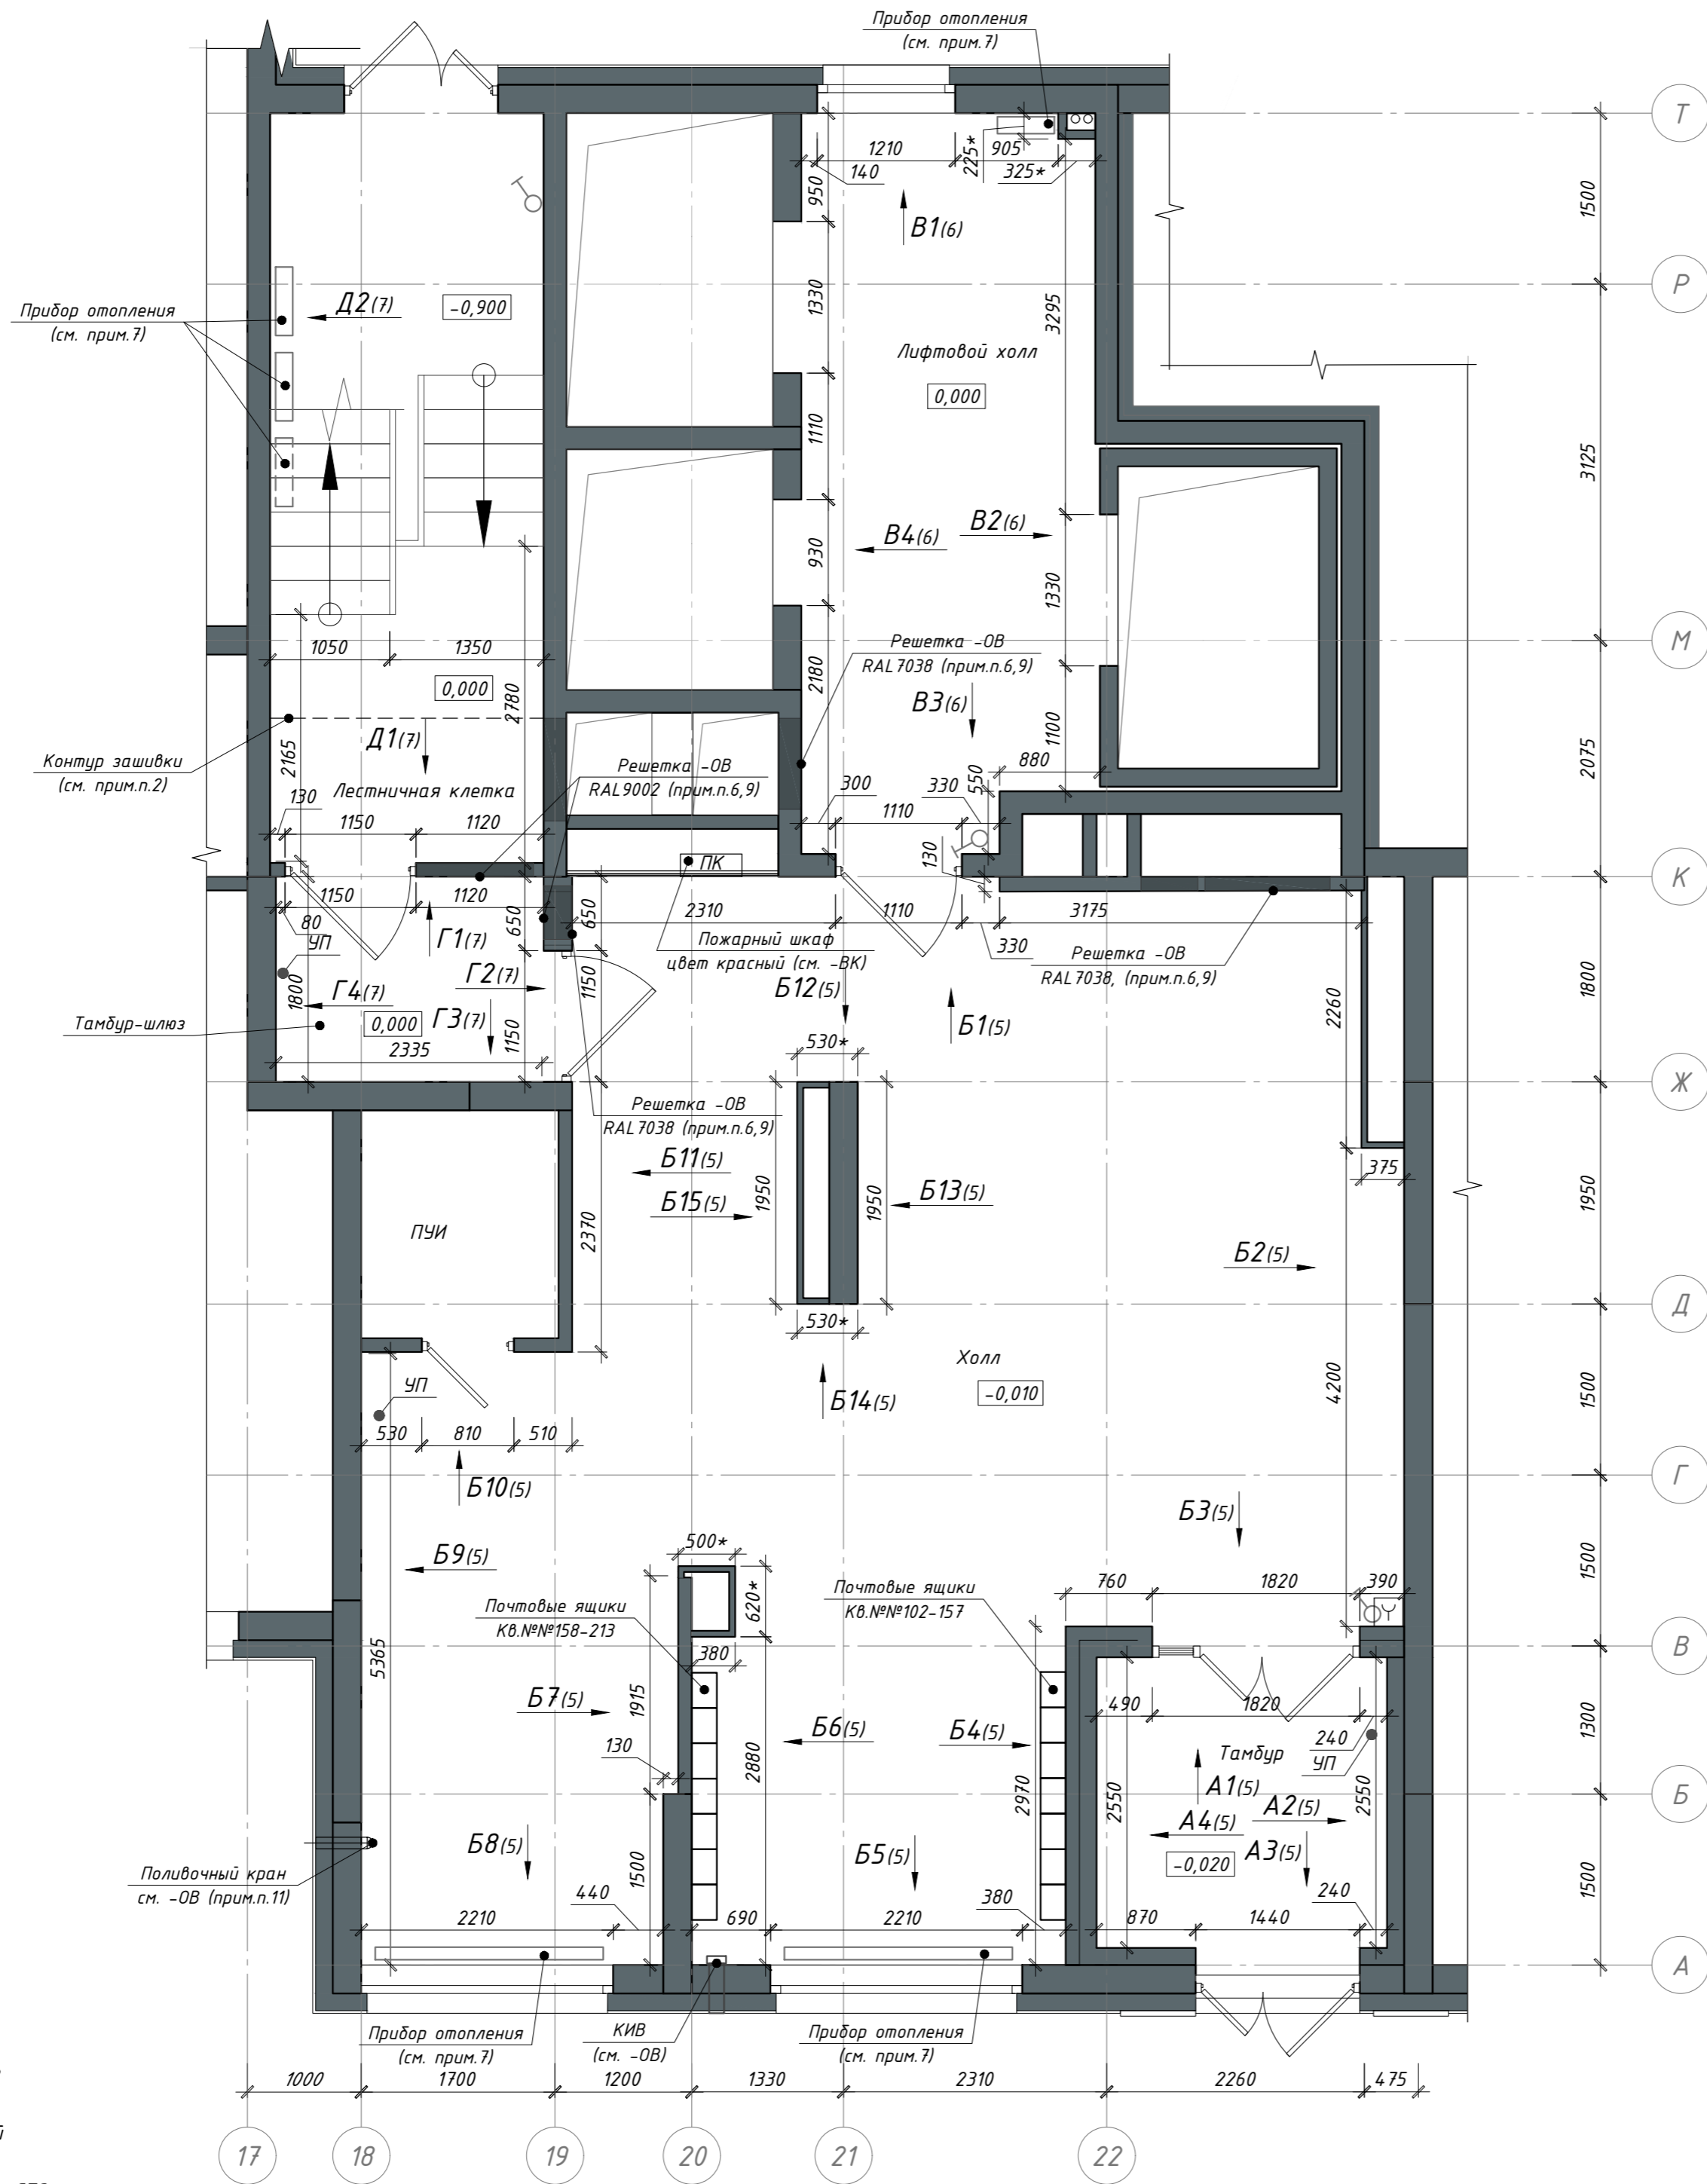 Прибор отопления
(см. прим.7)
Т
1210
905
225*
140
325*
950
1500
В1(6)
Р
Прибор отопления
(см. прим.7)
Д2(7)
-0,900
1330
3295
Лифтовой холл
0,000
1110
3125
В4(6)
В2(6)
930
1330
Решетка -ОВ
RAL7038 (прим.п.6,9)
М
1050
1350
0,000
2780
2180
В3(6)
1100
Д1(7)
Контур зашивки
(см. прим.п.2)
2165
Решетка -ОВ
RAL9002 (прим.п.6,9)
880
550
2075
130
Лестничная клетка
300
330
1150
1120
1110
130
ПК
К
1150
1120
80
УП
650
650
2310
1110
3175
330
Г1(7)
Пожарный шкаф
цвет красный (см. -ВК)
Решетка -ОВ
RAL7038, (прим.п.6,9)
Г2(7)
1150
Б12(5)
1800
Г4(7)
2260
1800
Тамбур-шлюз
0,000
Г3(7)
Б1(5)
1150
2335
530*
Ж
Решетка -ОВ
RAL7038 (прим.п.6,9)
Б11(5)
375
1950
1950
Б15(5)
Б13(5)
1950
ПУИ
2370
Б2(5)
Д
530*
Холл
-0,010
4200
УП
Б14(5)
1500
530
810
510
Г
Б10(5)
Б3(5)
500*
Б9(5)
1500
Почтовые ящики
Кв.№№158-213
620*
Почтовые ящики
Кв.№№102-157
760
1820
390
В
5365
380
1915
Б7(5)
490
1820
Б6(5)
Б4(5)
240
1300
130
2880
Тамбур
УП
2970
2550
А1(5)
2550
Б
А2(5)
А4(5)
Б8(5)
Б5(5)
А3(5)
-0,020
Поливочный кран
см. -ОВ (прим.п.11)
1500
1500
440
380
240
2210
690
2210
870
1440
А
Прибор отопления
(см. прим.7)
КИВ
(см. -ОВ)
Прибор отопления
(см. прим.7)
1000
1700
1200
1330
2310
2260
475
17
18
19
20
21
22